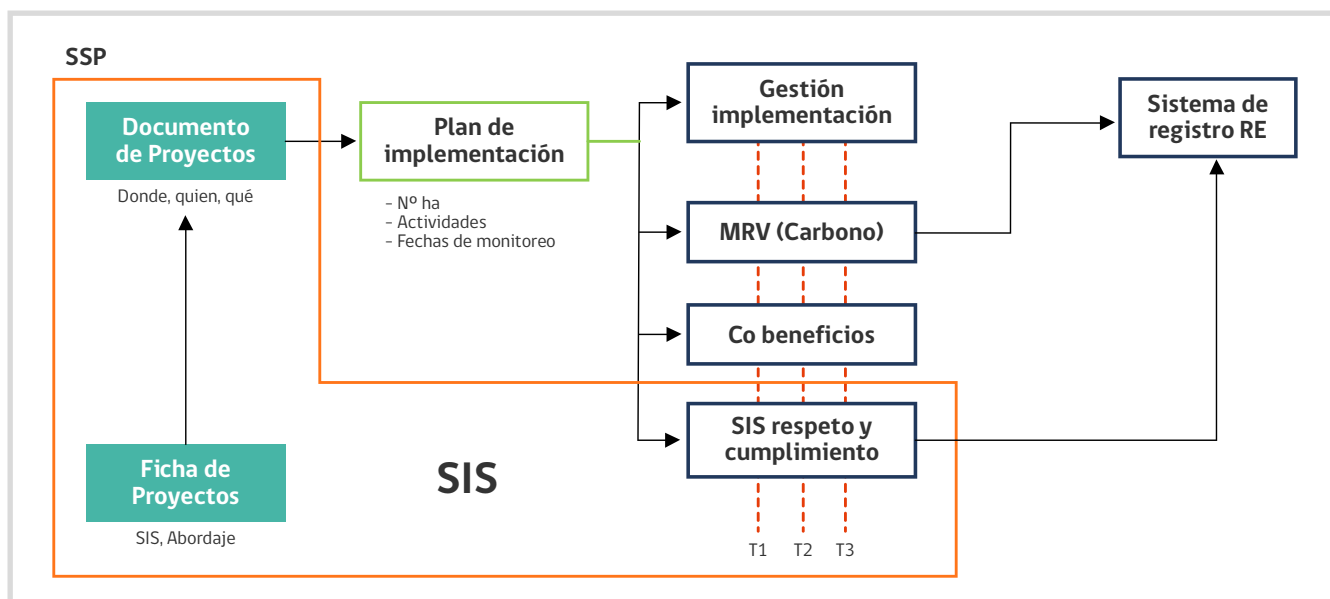 SSP
Documento
de Proyectos
Donde, quien, qué
Ficha de
Proyectos
SIS, Abordaje
Plan de
implementación
- Nº ha
- Actividades
- Fechas de monitoreo
SIS
Gestión
implementación
MRV (Carbono)
Co beneficios
SIS respeto y
cumplimiento
T1 T2 T3
Sistema de
registro RE